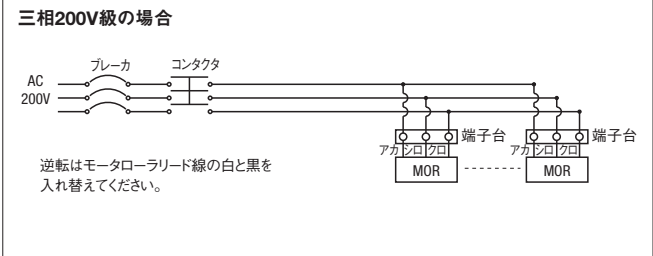 三相200V級の場合
ブレーカ
コンタクタ
AC
200V
端子台
端子台
アカ シロ クロ
アカ シロ クロ
MOR
MOR
逆転はモータローラリード線の白と黒を
入れ替えてください。